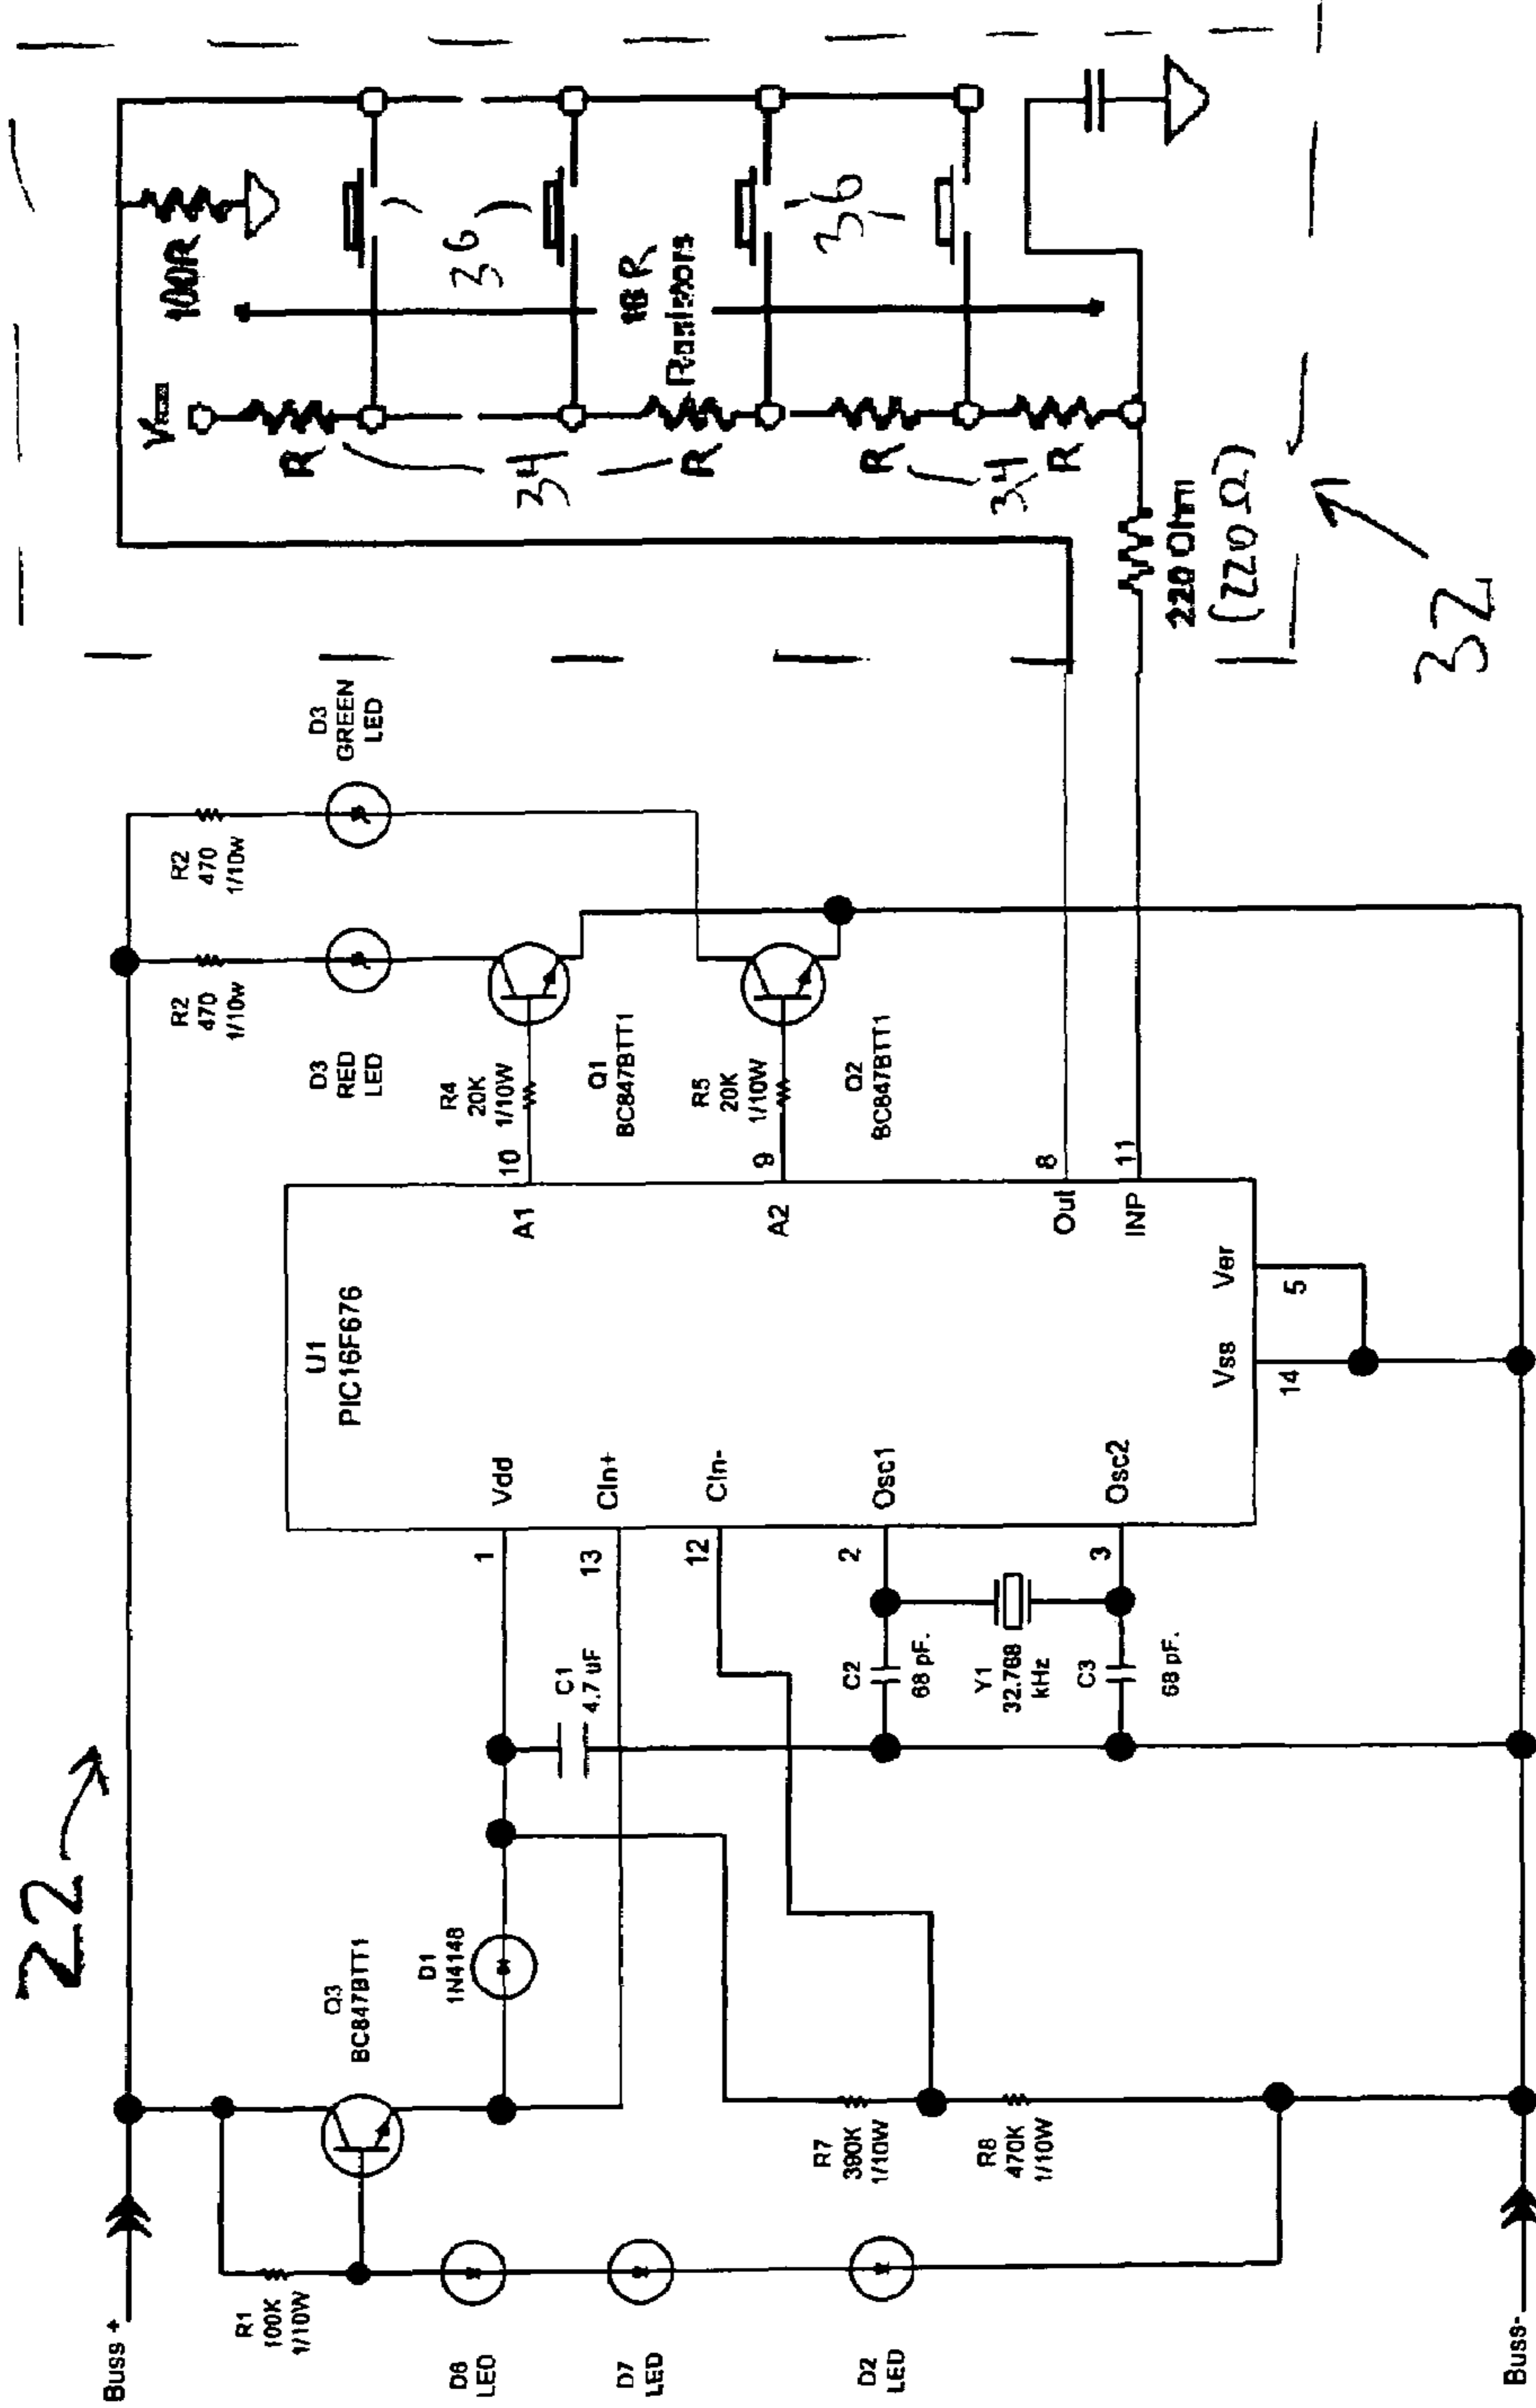 22
Buss +
R1
100K
1/10W
D6
LED
D7
LED
D2
LED
Buss-
Q3
BC847BTT1
D1
1N4148
R7
390K
1/10W
R8
470K
1/10W
C1
4.7 uF
C2
68 pF.
Y1
32.768
kHz
C3
68 pF.
1
13
12
2
3
Vdd
CIn+
CIn-
Osc1
Osc2
U1
PIC16F676
Vss
14
Ver
5
A1
10
A2
9
Out
8
INP
11
R4
20K
1/10W
Q1
BC847BTT1
R5
20K
1/10W
Q2
BC847BTT1
D3
RED
LED
R2
470
1/10w
D3
GREEN
LED
R2
470
1/10w
100R
R
R
R
R
34
34
36
36
18 R
Resistors
220 Ohm
(220 Ω)
32